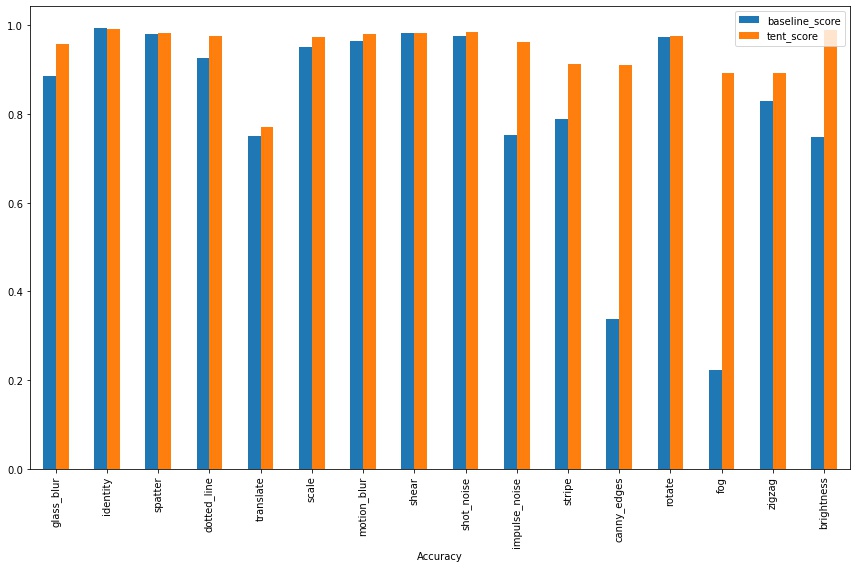 baseline_score
tent_score
1.0
0.8
0.6
0.4
0.2
0.0
glass_blur
identity
spatter
dotted_line
translate
scale
motion_blur
shear
shot_noise
impulse_noise
stripe
canny_edges
rotate
fog
zigzag
brightness
Accuracy